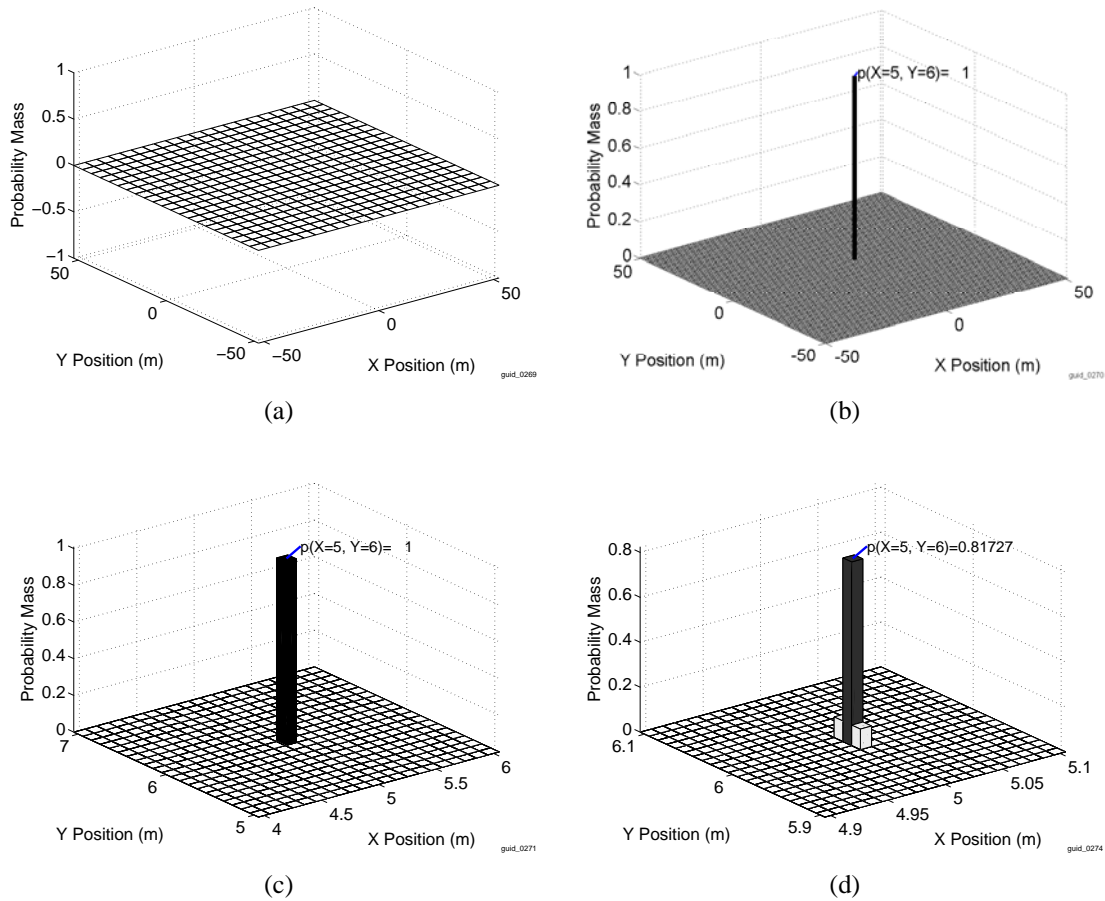 1
0.5
0
−0.5
−1
Probability Mass
50
0
−50
Y Position (m)
−50
0
50
X Position (m)
guid_0269
(a)
p(X=5, Y=6)= 1
1
0.8
0.6
0.4
0.2
0
Probability Mass
50
0
-50
Y Position (m)
-50
0
50
X Position (m)
guid_0270
(b)
p(X=5, Y=6)= 1
1
0.8
0.6
0.4
0.2
0
Probability Mass
7
6
5
Y Position (m)
4
4.5
5
5.5
6
X Position (m)
guid_0271
(c)
p(X=5, Y=6)=0.81727
0.8
0.6
0.4
0.2
0
Probability Mass
6.1
6
5.9
Y Position (m)
4.9
4.95
5
5.05
5.1
X Position (m)
guid_0274
(d)